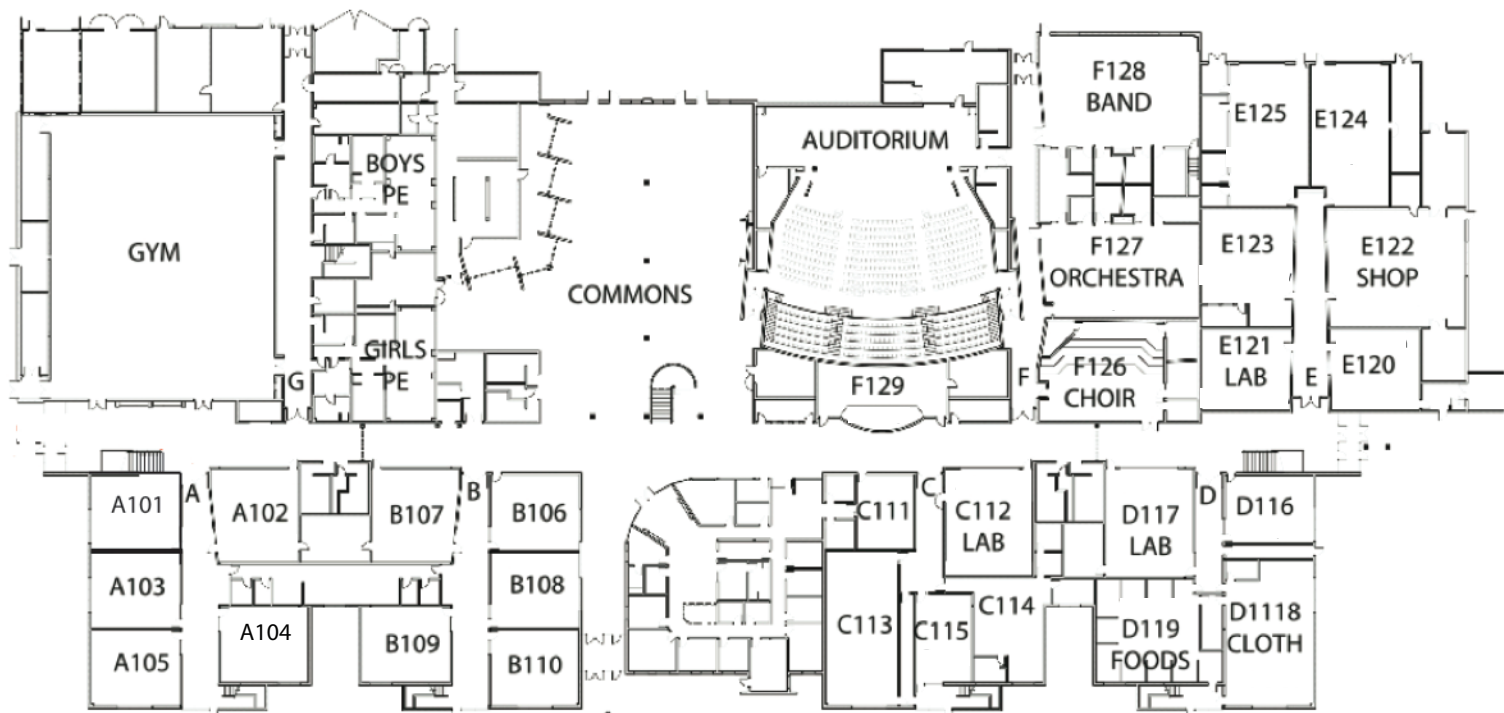 F128
BAND
E125
E124
AUDITORIUM
BOYS
PE
GYM
COMMONS
F127
ORCHESTRA
E123
E122
SHOP
GIRLS
PE
G
F129
F
F126
CHOIR
E121
LAB
E
E120
A101
A
A102
B107
B
B106
C111
C
C112
LAB
D117
LAB
D
D116
A103
B108
A104
B109
A105
B110
C113
C115
C114
D119
FOODS
D1118
CLOTH